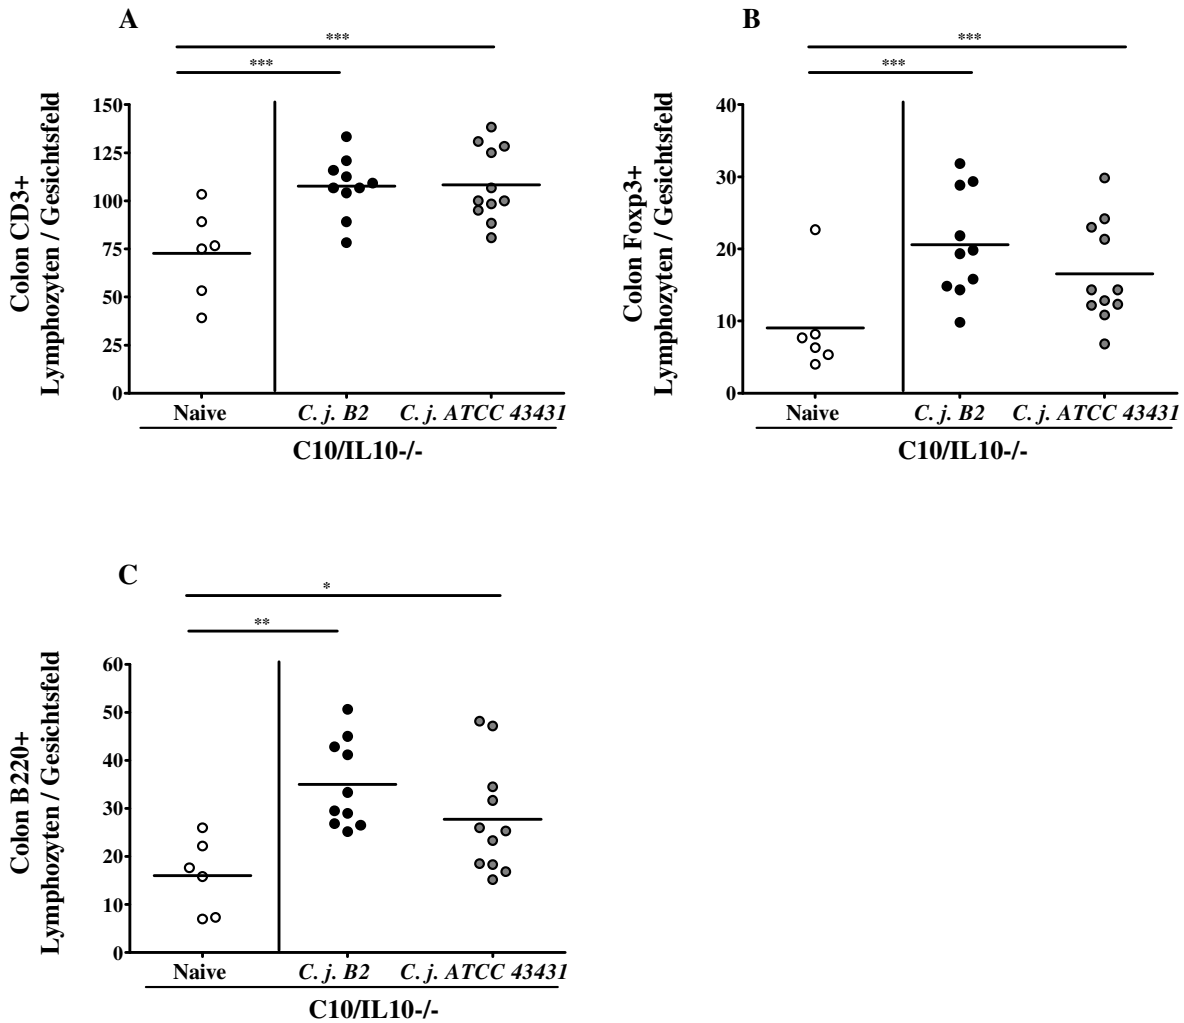 A
***
***
Colon CD3+
Lymphozyten / Gesichtsfeld
150
125
100
75
50
25
0
Naive C. j. B2 C. j. ATCC 43431
C10/IL10-/-
B
***
***
Colon Foxp3+
Lymphozyten / Gesichtsfeld
40
30
20
10
0
Naive C. j. B2 C. j. ATCC 43431
C10/IL10-/-
C
*
**
Colon B220+
Lymphozyten / Gesichtsfeld
60
50
40
30
20
10
0
Naive C. j. B2 C. j. ATCC 43431
C10/IL10-/-